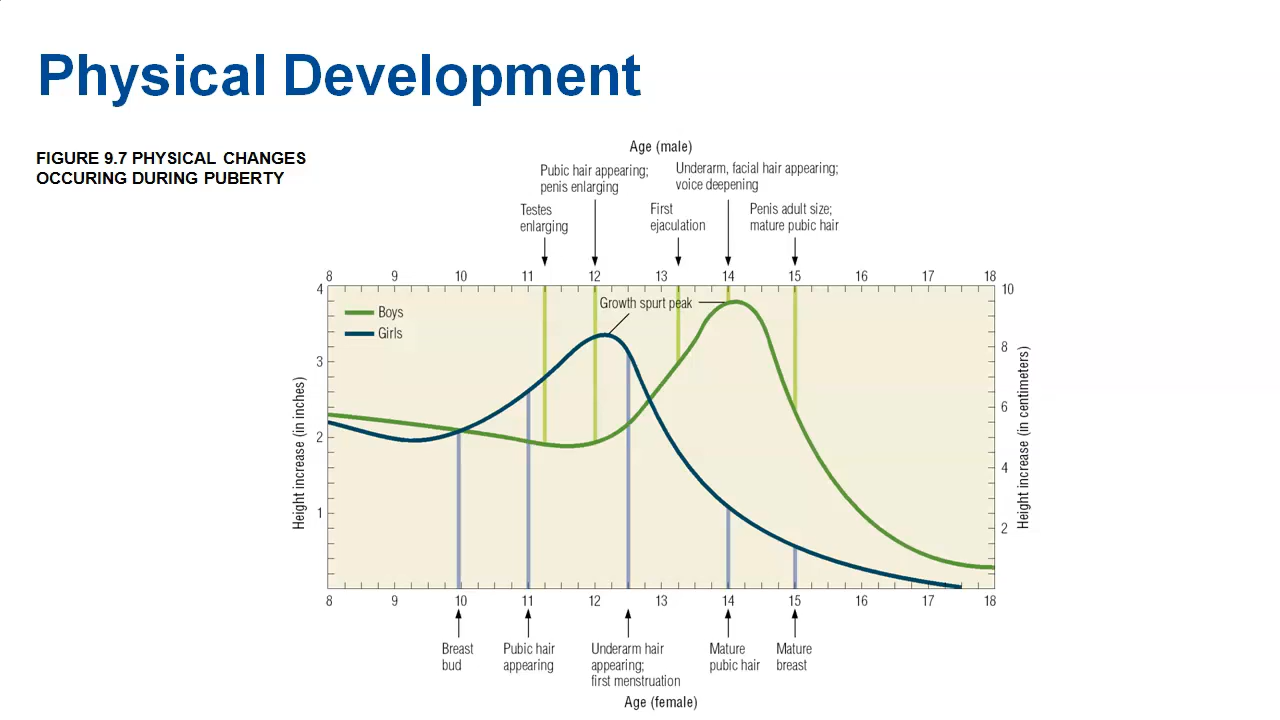 Physical Development
FIGURE 9.7 PHYSICAL CHANGES
OCCURING DURING PUBERTY
Age (male)
Pubic hair appearing;
penis enlarging
Underarm, facial hair appearing;
voice deepening
Testes
enlarging
First
ejaculation
Penis adult size;
mature pubic hair
8 9 10 11 12 13 14 15 16 17 18
4
3
2
1
10
8
6
4
2
Boys
Girls
Growth spurt peak
Height increase (in inches)
Height increase (in centimeters)
8 9 10 11 12 13 14 15 16 17 18
Breast
bud
Pubic hair
appearing
Underarm hair
appearing;
first menstruation
Mature
pubic hair
Mature
breast
Age (female)